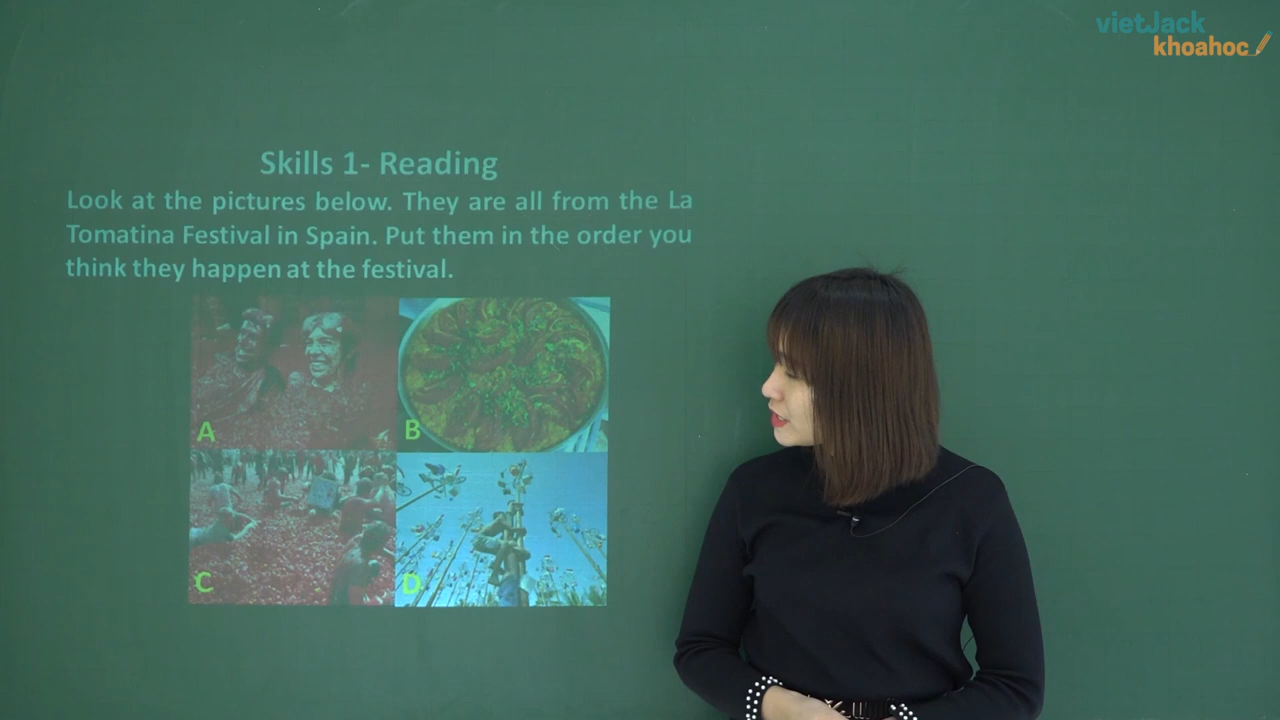 vietJack
khoahoc
Skills 1- Reading
Look at the pictures below. They are all from the La
Tomatina Festival in Spain. Put them in the order you
think they happen at the festival.
A
B
C
D